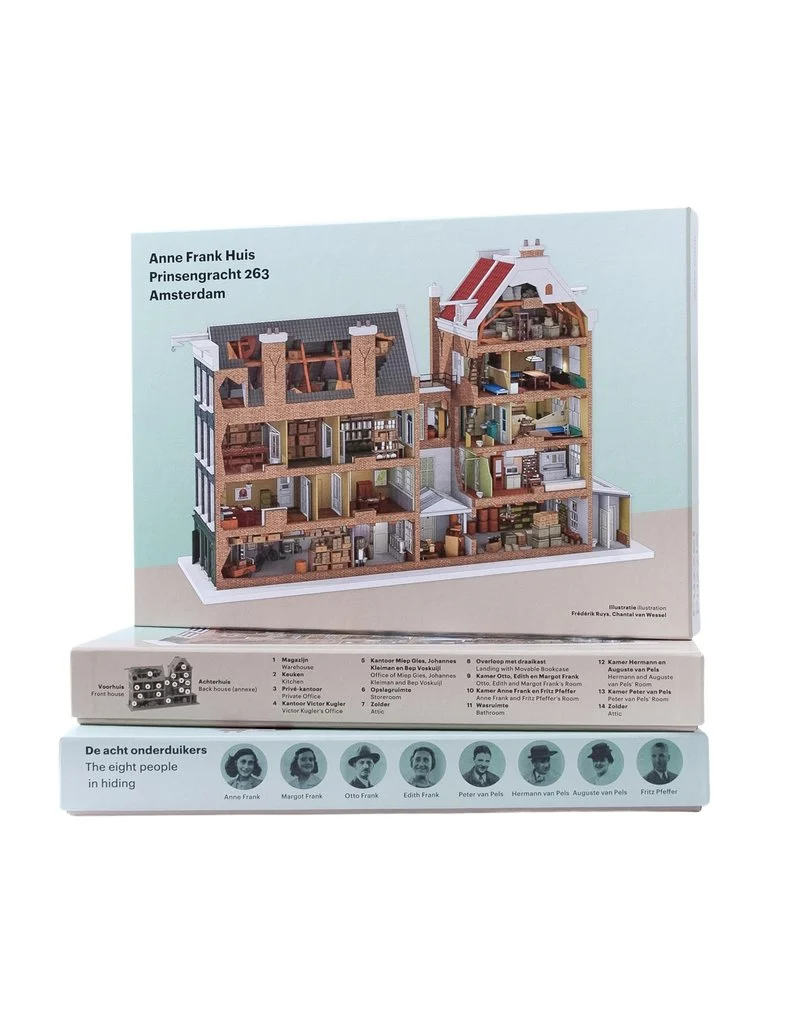 Anne Frank Huis
Prinsengracht 263
Amsterdam
Illustratie illustration
Frédérik Ruys, Chantal van Wessel
Voorhuis
Front house
Achterhuis
Back house (annexe)
1 Magazijn
Warehouse
2 Keuken
Kitchen
3 Privé-kantoor
Private Office
4 Kantoor Victor Kugler
Victor Kugler's Office
5 Kantoor Miep Gies, Johannes
Kleiman en Bep Voskuijl
Office of Miep Gies, Johannes
Kleiman and Bep Voskuijl
6 Opslagruimte
Storeroom
7 Zolder
Attic
8 Overloop met draaikast
Landing with Movable Bookcase
9 Kamer Otto, Edith en Margot Frank
Otto, Edith and Margot Frank's Room
10 Kamer Anne Frank en Fritz Pfeffer
Anne Frank and Fritz Pfeffer's Room
11 Wasruimte
Bathroom
12 Kamer Hermann en
Auguste van Pels
Hermann and Auguste
van Pels' Room
13 Kamer Peter van Pels
Peter van Pels' Room
14 Zolder
Attic
De acht onderduikers
The eight people
in hiding
Anne Frank
Margot Frank
Otto Frank
Edith Frank
Peter van Pels
Hermann van Pels
Auguste van Pels
Fritz Pfeffer